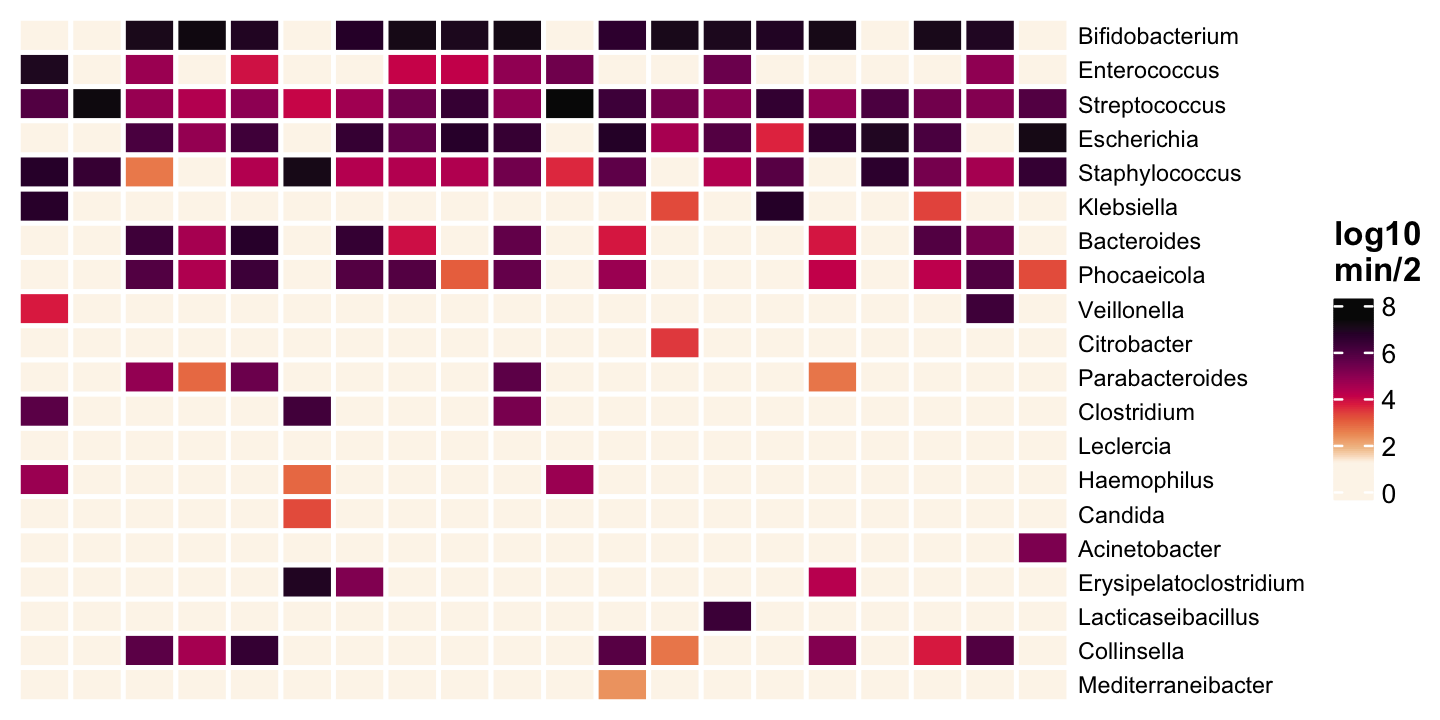 Bifidobacterium
Enterococcus
Streptococcus
Escherichia
Staphylococcus
Klebsiella
Bacteroides
Phocaeicola
Veillonella
Citrobacter
Parabacteroides
Clostridium
Leclercia
Haemophilus
Candida
Acinetobacter
Erysipelatoclostridium
Lacticaseibacillus
Collinsella
Mediterraneibacter
log10
min/2
8
6
4
2
0